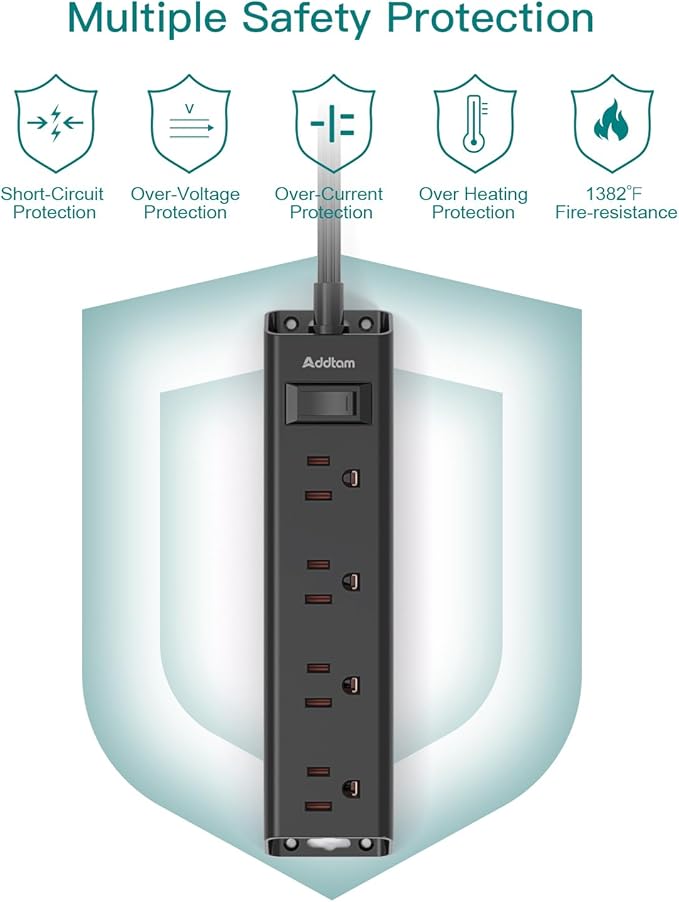 Multiple Safety Protection
V
Short-Circuit
Protection
Over-Voltage
Protection
Over-Current
Protection
Over Heating
Protection
1382°F
Fire-resistance
Addtam